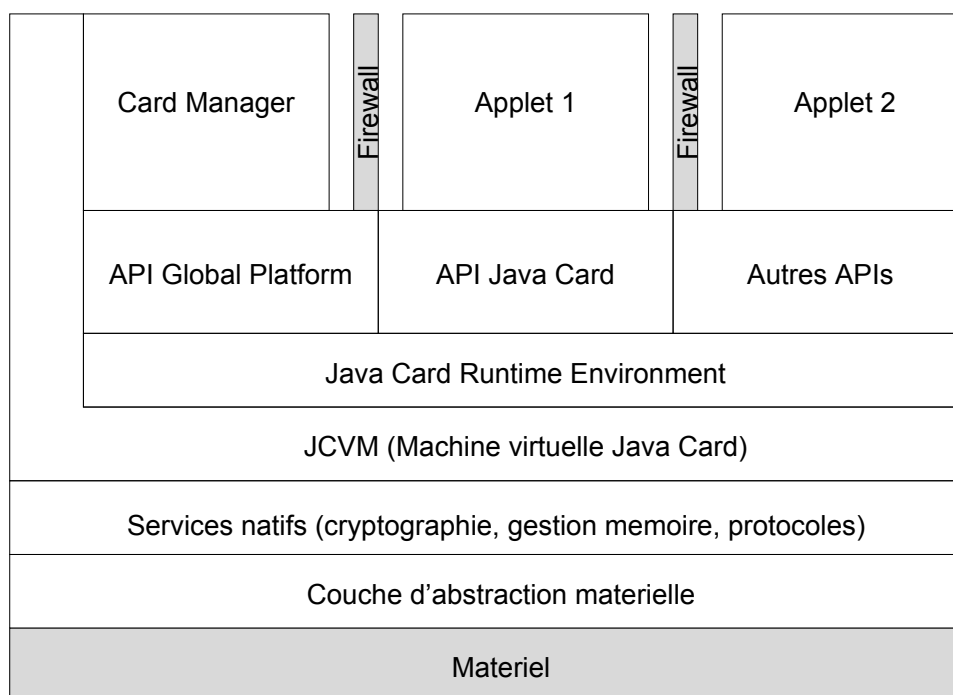 Card Manager
Firewall
Applet 1
Firewall
Applet 2
API Global Platform
API Java Card
Autres APIs
Java Card Runtime Environment
JCVM (Machine virtuelle Java Card)
Services natifs (cryptographie, gestion memoire, protocoles)
Couche d’abstraction materielle
Materiel